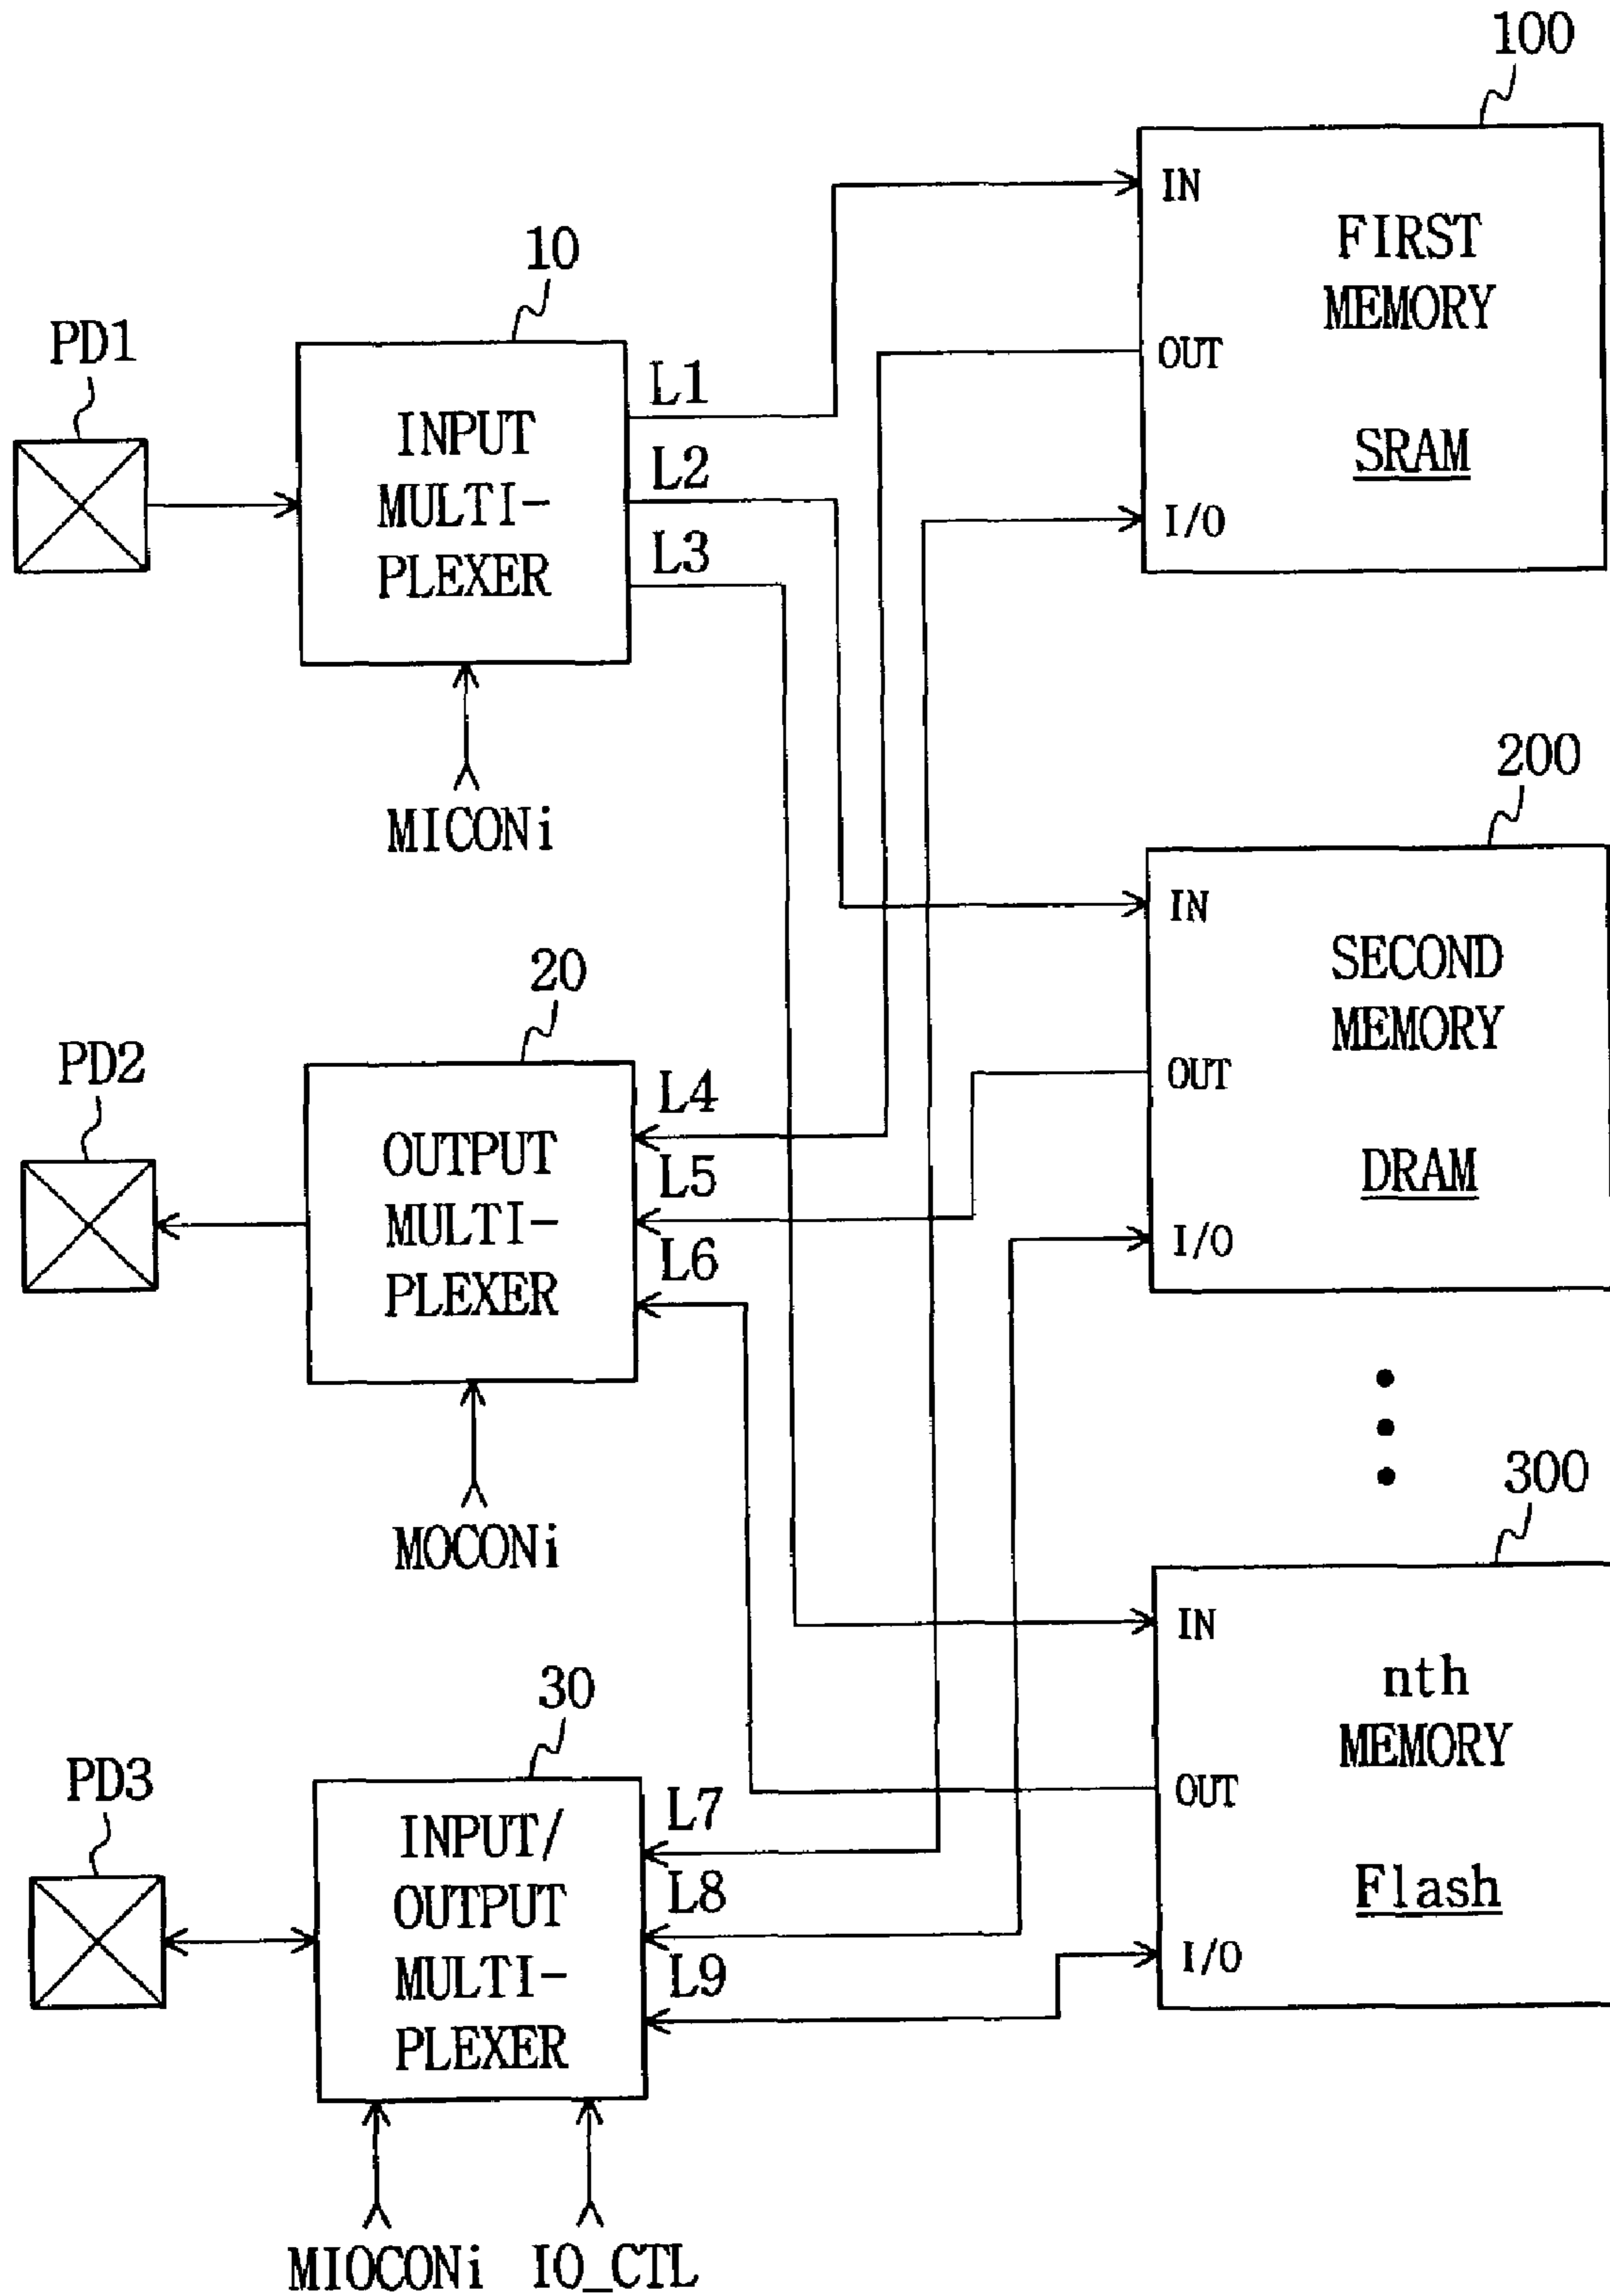 100
IN
FIRST
MEMORY
OUT
SRAM
I/O
10
PD1
INPUT
MULTI-
PLEXER
L1
L2
L3
MICONi
200
IN
SECOND
MEMORY
OUT
DRAM
I/O
20
PD2
OUTPUT
MULTI-
PLEXER
L4
L5
L6
MOCONi
300
IN
nth
MEMORY
OUT
Flash
I/O
30
PD3
INPUT/
OUTPUT
MULTI-
PLEXER
L7
L8
L9
MIOCONi
IO_CTL